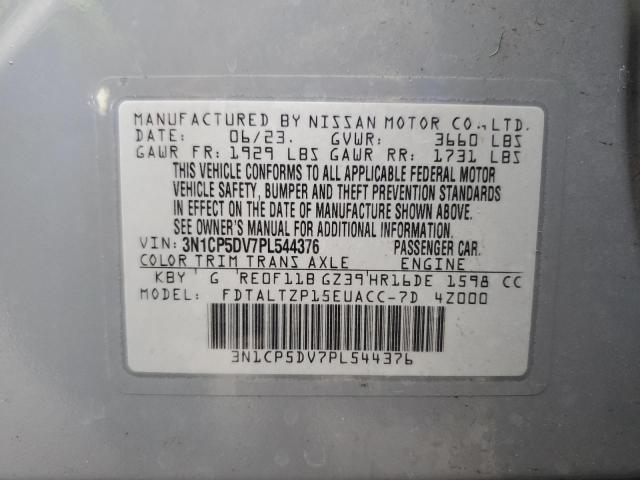 MANUFACTURED BY NISSAN MOTOR CO., LTD.
DATE: 06/23. GVWR: 3660 LBS
GAWR FR: 1929 LBS GAWR RR: 1731 LBS
THIS VEHICLE CONFORMS TO ALL APPLICABLE FEDERAL MOTOR
VEHICLE SAFETY, BUMPER AND THEFT PREVENTION STANDARDS
IN EFFECT ON THE DATE OF MANUFACTURE SHOWN ABOVE.
SEE OWNER'S MANUAL FOR ADDITIONAL INFORMATION.
VIN: 3N1CP5DV7PL544376 PASSENGER CAR.
COLOR TRIM TRANS AXLE ENGINE
KBY G RE0F11B GZ39 HR16DE 1598 CC
MODEL: FDTALTZP15EUACC-7D 4Z000
3N1CP5DV7PL544376